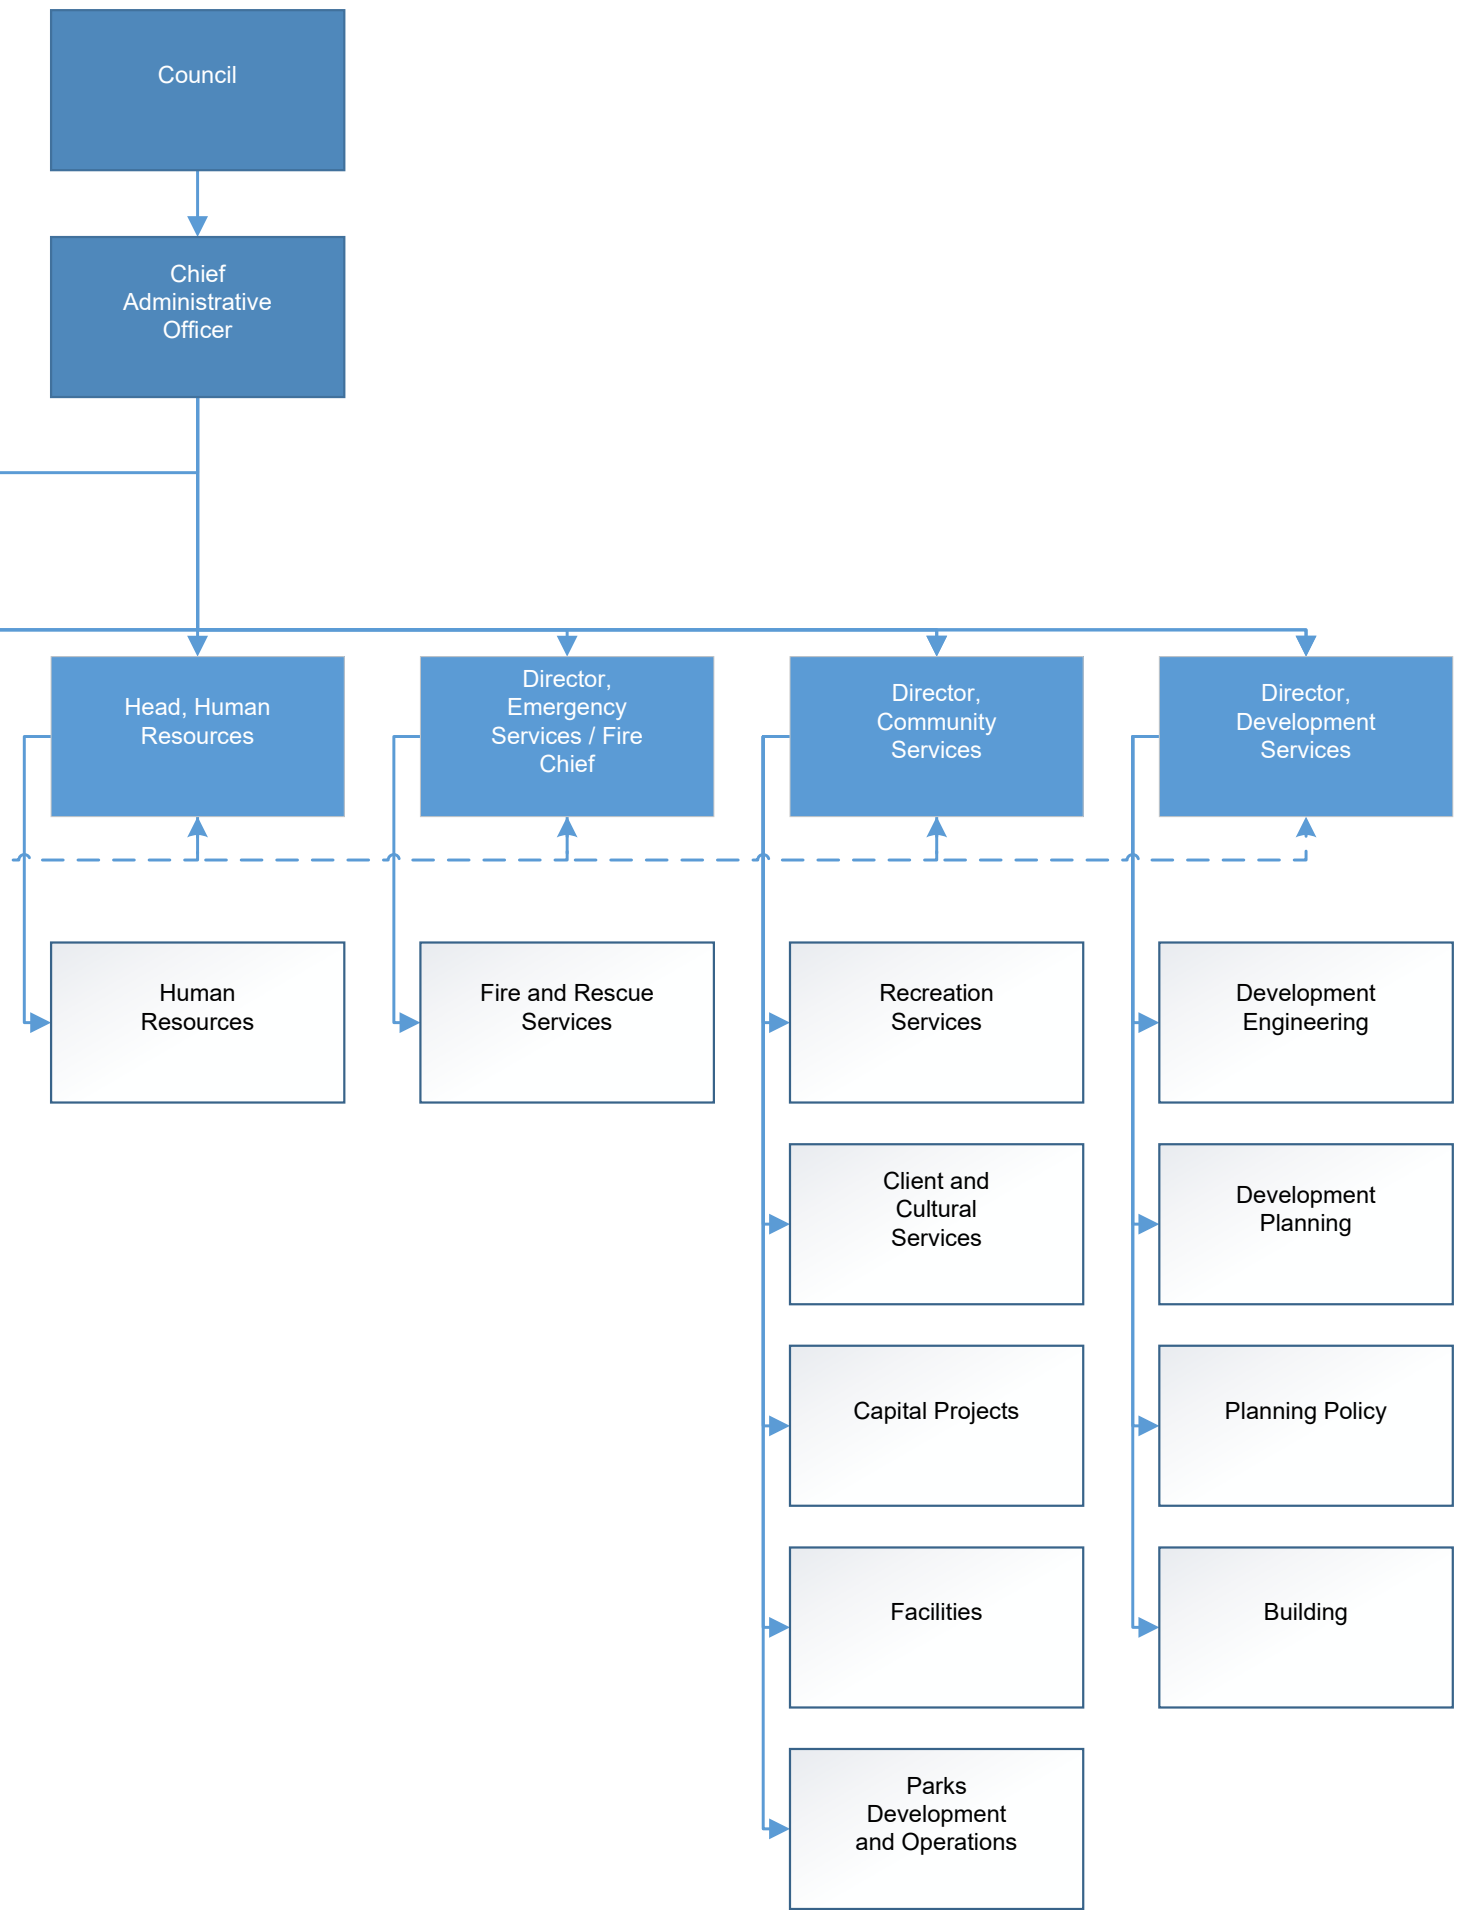 Council
Chief
Administrative
Officer
Head, Human
Resources
Director,
Emergency
Services / Fire
Chief
Director,
Community
Services
Director,
Development
Services
Human
Resources
Fire and Rescue
Services
Recreation
Services
Development
Engineering
Client and
Cultural
Services
Development
Planning
Capital Projects
Planning Policy
Facilities
Building
Parks
Development
and Operations